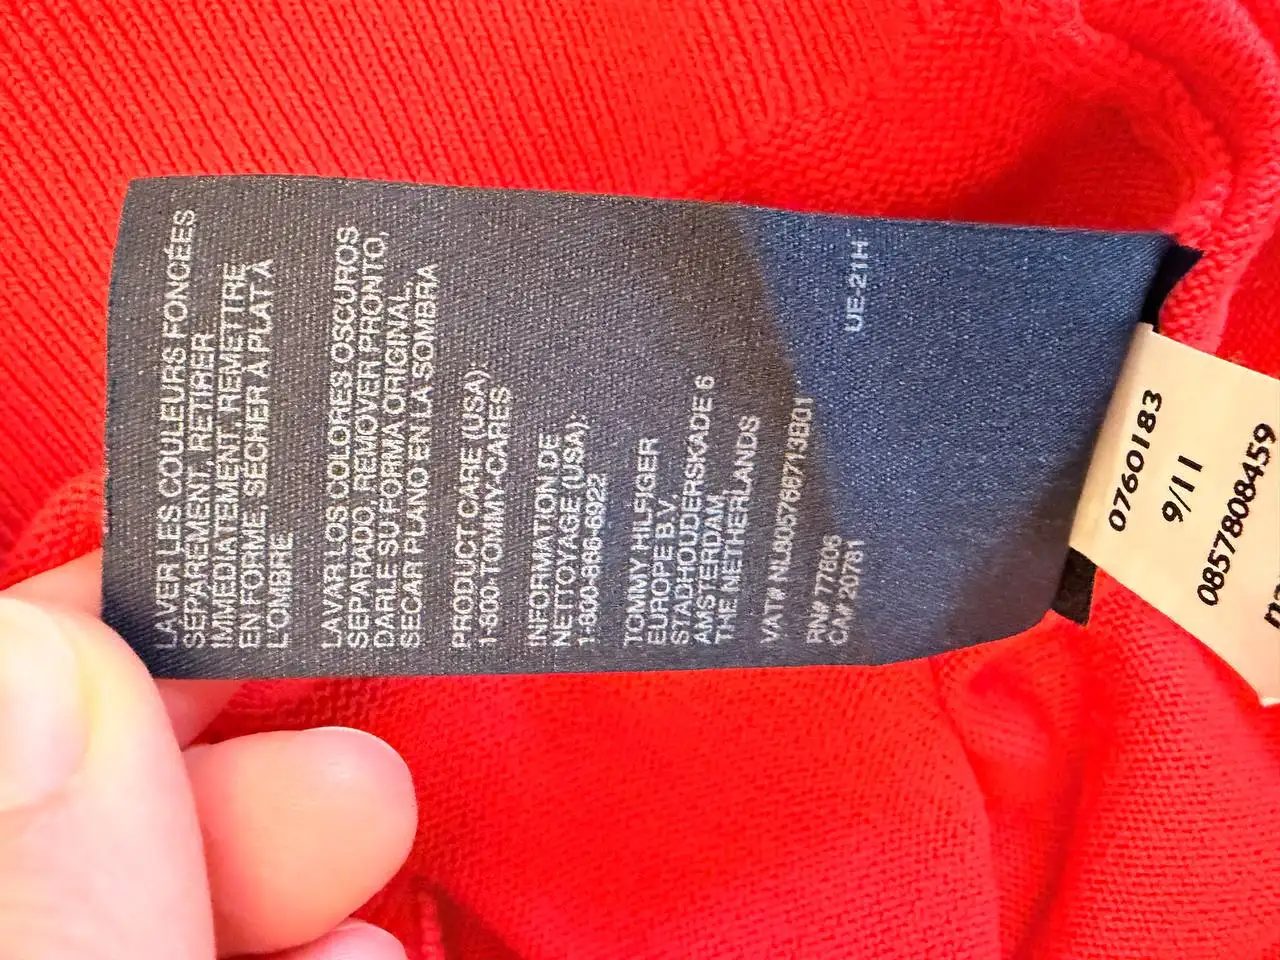 LAVER LES COULEURS FONCÉES
SÉPARÉMENT, RETIRER
IMMÉDIATEMENT, REMETTRE
EN FORME, SÉCHER À PLAT À
L'OMBRE
LAVAR LOS COLORES OSCUROS
SEPARADO, REMOVER PRONTO,
DARLE SU FORMA ORIGINAL,
SECAR PLANO EN LA SOMBRA
PRODUCT CARE (USA):
1-800-TOMMY-CARES
INFORMATION DE
NETTOYAGE (USA):
1-800-866-6922
TOMMY HILFIGER
EUROPE B.V.
STADHOUDERSKADE 6
AMSTERDAM,
THE NETHERLANDS
VAT#
RN# 77806
CA# 20781
UE-21H
0760183
9/11
0857808459